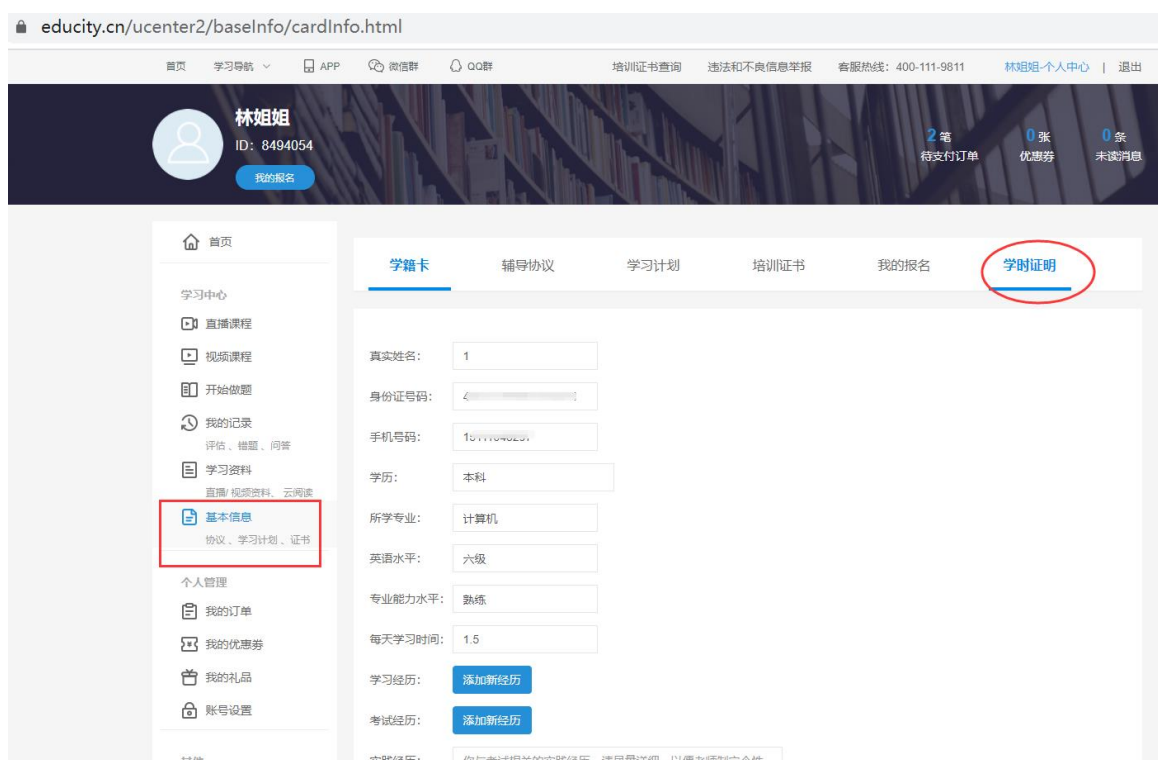 educity.cn/ucenter2/baseInfo/cardInfo.html
首页 学习导航 APP 微信群 QQ群 培训证书查询 违法和不良信息举报 客服热线：400-111-9811 林姐姐-个人中心 | 退出
林姐姐
ID：8494054
我的报名
2 笔 0 张 0 条
待支付订单 优惠券 未读消息
首页
学籍卡 辅导协议 学习计划 培训证书 我的报名 学时证明
学习中心
直播课程
视频课程
开始做题
我的记录
评估 、错题 、问答
学习资料
直播/ 视频资料、 云阅读
基本信息
协议 、学习计划 、证书
个人管理
我的订单
我的优惠券
我的礼品
账号设置
真实姓名： 1
身份证号码：
手机号码：
学历： 本科
所学专业： 计算机
英语水平： 六级
专业能力水平： 熟练
每天学习时间： 1.5
学习经历： 添加新经历
考试经历： 添加新经历